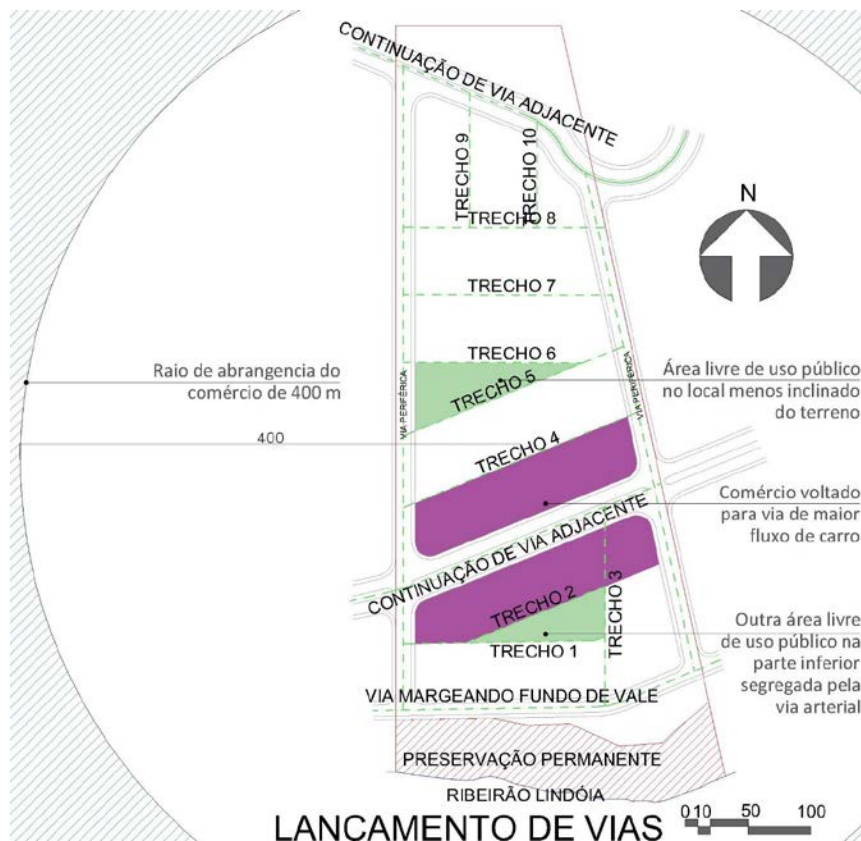 CONTINUAÇÃO DE VIA ADJACENTE
TRECHO 9
TRECHO 10
N
TRECHO 8
TRECHO 7
TRECHO 6
Raio de abrangencia do
comércio de 400 m
VIA PERIFÉRICA
TRECHO 5
VIA PERIFÉRICA
Área livre de uso público
no local menos inclinado
do terreno
400
TRECHO 4
Comércio voltado
para via de maior
fluxo de carro
CONTINUAÇÃO DE VIA ADJACENTE
TRECHO 2
TRECHO 3
TRECHO 1
Outra área livre
de uso público na
parte inferior
segregada pela
via arterial
VIA MARGEANDO FUNDO DE VALE
PRESERVAÇÃO PERMANENTE
RIBEIRÃO LINDÓIA
LANCAMENTO DE VIAS
0 10 50 100